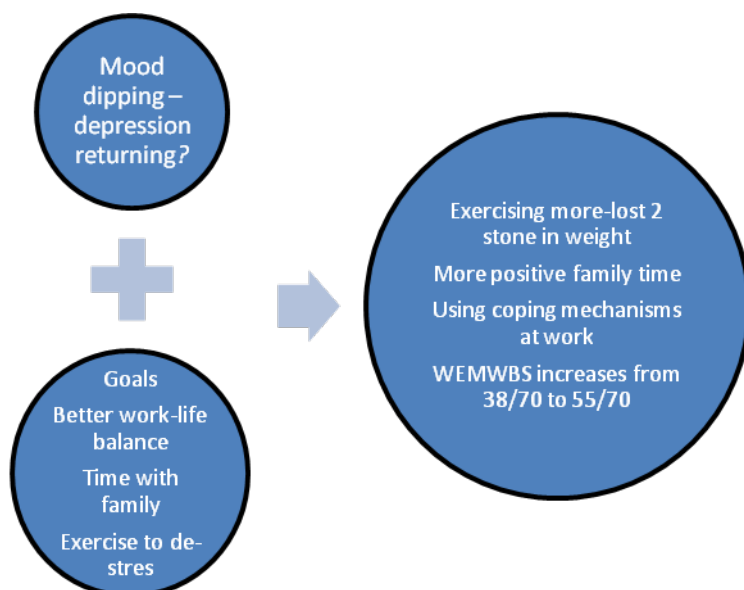 Mood
dipping –
depression
returning?
Goals
Better work-life
balance
Time with
family
Exercise to de-
stres
Exercising more-lost 2
stone in weight
More positive family time
Using coping mechanisms
at work
WEMWBS increases from
38/70 to 55/70